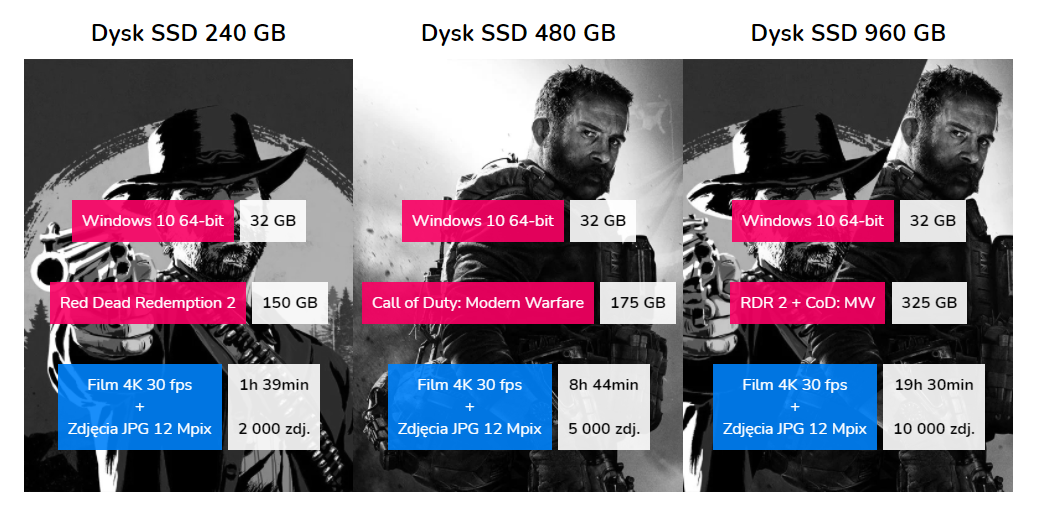 Dysk SSD 240 GB
Windows 10 64-bit
32 GB
Red Dead Redemption 2
150 GB
Film 4K 30 fps
+
Zdjęcia JPG 12 Mpix
1h 39min
2 000 zdj.
Dysk SSD 480 GB
Windows 10 64-bit
32 GB
Call of Duty: Modern Warfare
175 GB
Film 4K 30 fps
+
Zdjęcia JPG 12 Mpix
8h 44min
5 000 zdj.
Dysk SSD 960 GB
Windows 10 64-bit
32 GB
RDR 2 + CoD: MW
325 GB
Film 4K 30 fps
+
Zdjęcia JPG 12 Mpix
19h 30min
10 000 zdj.